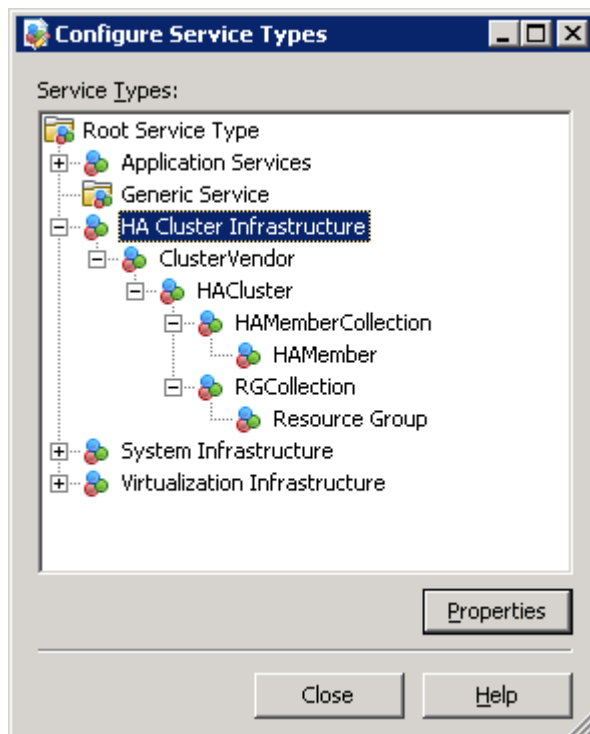 Configure Service Types
Service Types:
Root Service Type
Application Services
Generic Service
HA Cluster Infrastructure
ClusterVendor
HACluster
HAMemberCollection
HAMember
RGCollection
Resource Group
System Infrastructure
Virtualization Infrastructure
Properties
Close Help